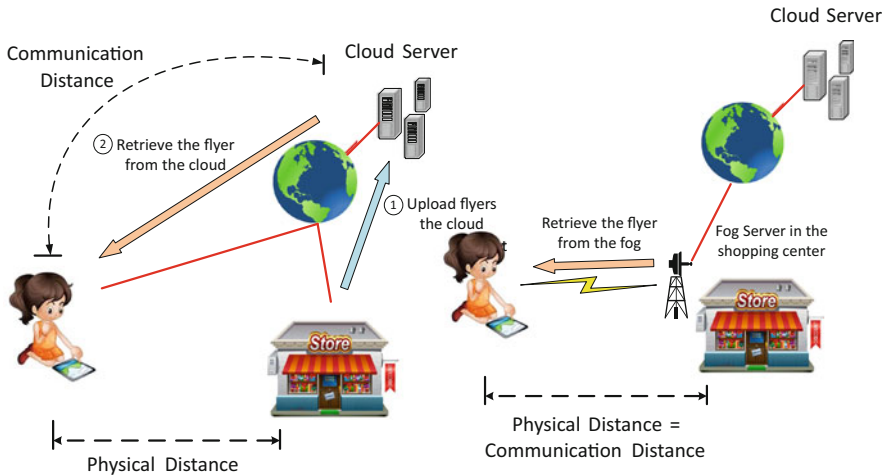 Communication
Distance
Cloud Server
② Retrieve the flyer
from the cloud
① Upload flyers
the cloud
t
Store
Physical Distance
Cloud Server
Retrieve the flyer
from the fog
Fog Server in the
shopping center
Store
Physical Distance =
Communication Distance